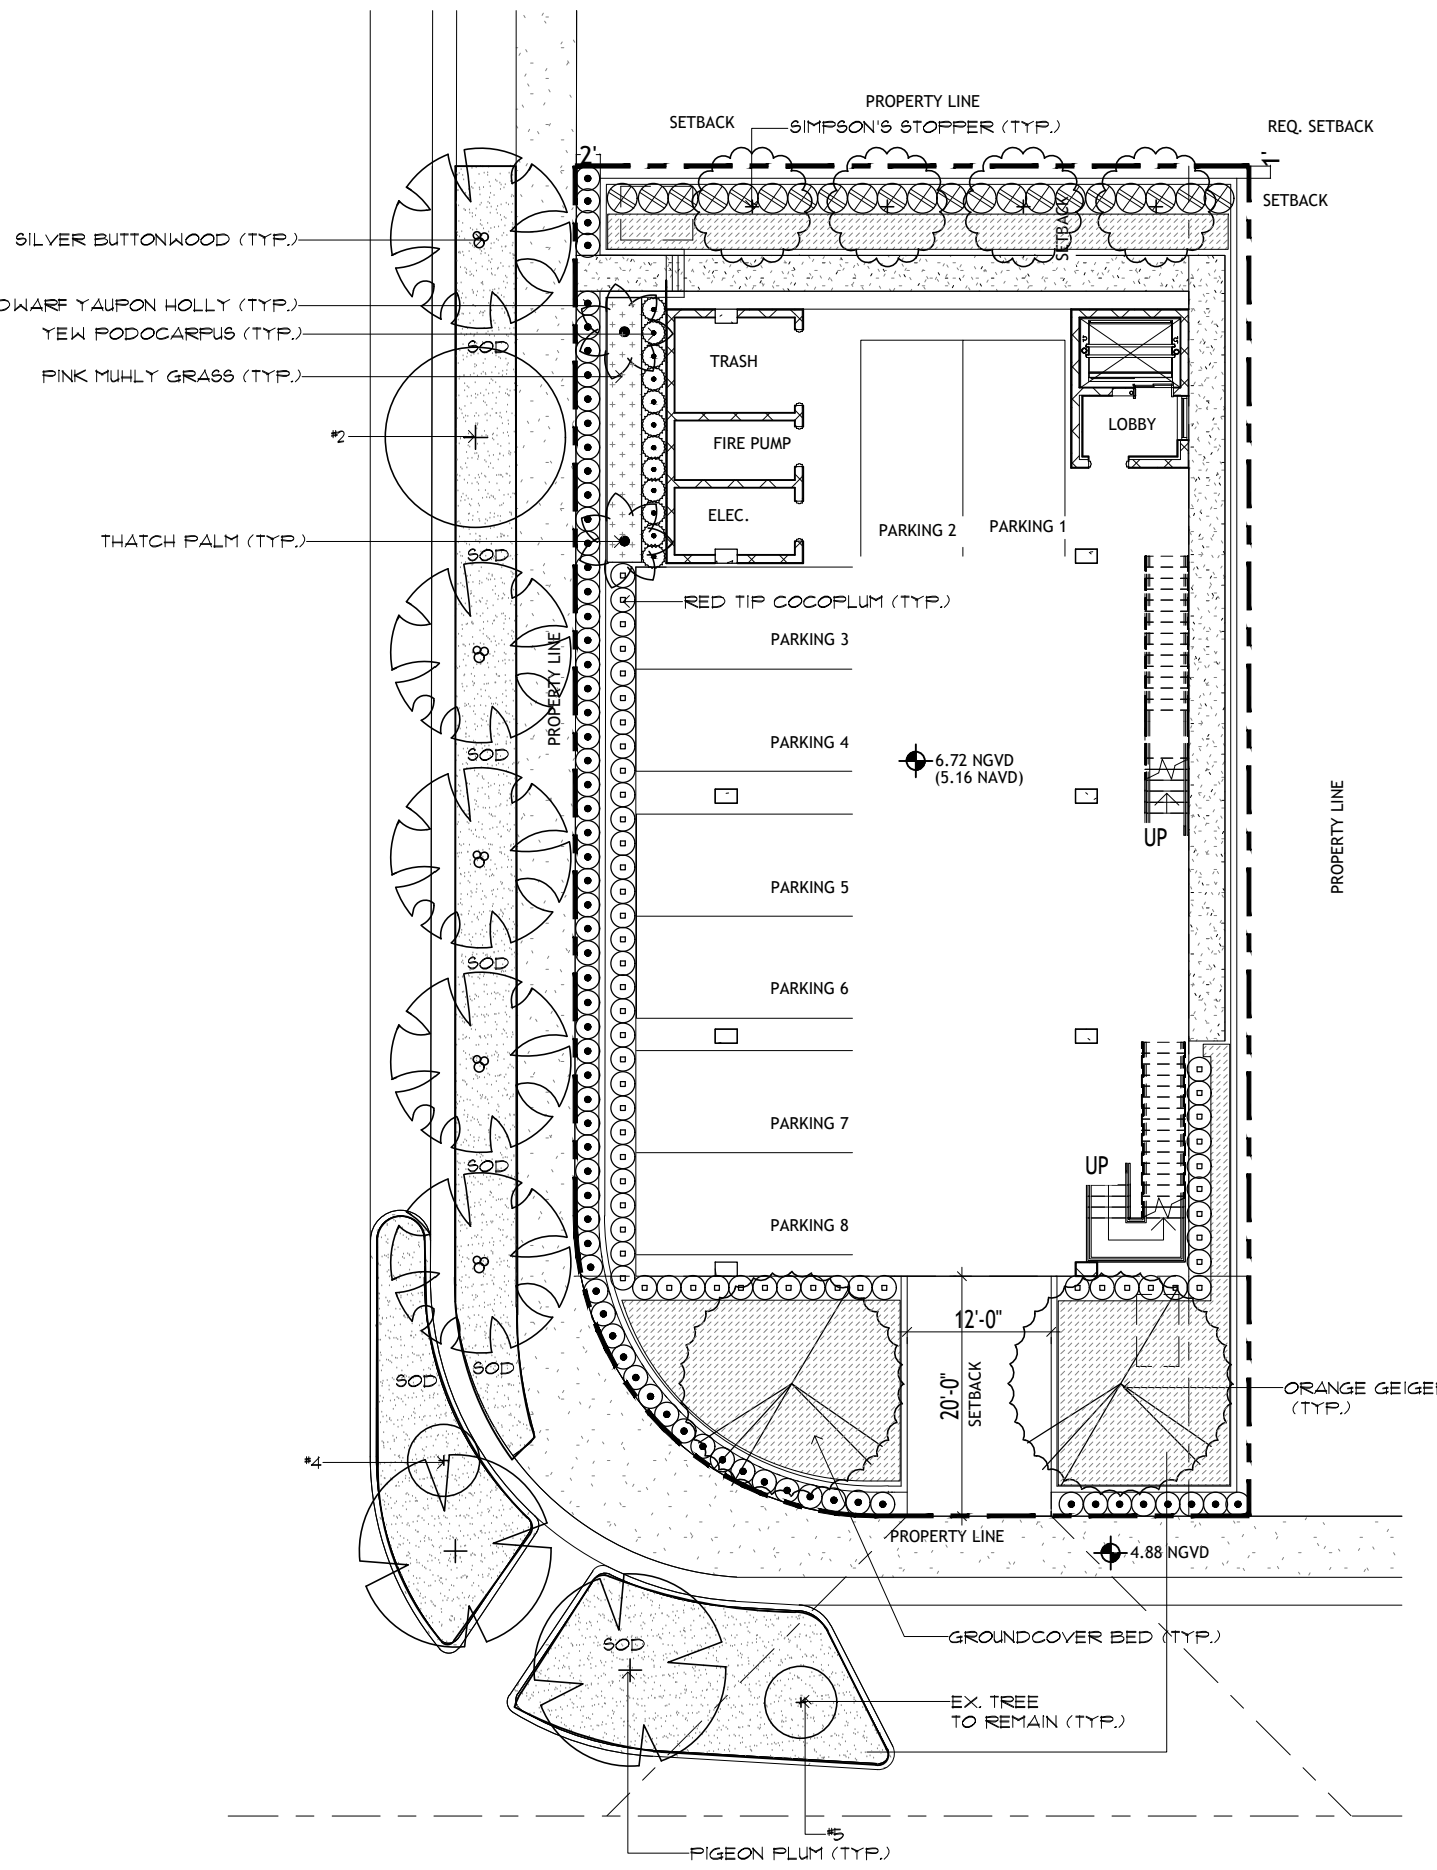 PROPERTY LINE
SETBACK
SIMPSON'S STOPPER (TYP.)
REQ. SETBACK
2'
1'
SETBACK
SETBACK
SILVER BUTTONWOOD (TYP.)
DWARF YAUPON HOLLY (TYP.)
YEW PODOCARPUS (TYP.)
SOD
TRASH
PINK MUHLY GRASS (TYP.)
LOBBY
#2
FIRE PUMP
ELEC.
PARKING 2
PARKING 1
THATCH PALM (TYP.)
SOD
RED TIP COCOPLUM (TYP.)
PARKING 3
PROPERTY LINE
PARKING 4
SOD
6.72 NGVD
(5.16 NAVD)
UP
PROPERTY LINE
PARKING 5
SOD
PARKING 6
PARKING 7
SOD
UP
PARKING 8
12'-0"
SOD
SOD
20'-0"
SETBACK
ORANGE GEIGER
(TYP.)
#4
PROPERTY LINE
4.88 NGVD
GROUNDCOVER BED (TYP.)
SOD
EX. TREE
TO REMAIN (TYP.)
#5
PIGEON PLUM (TYP.)